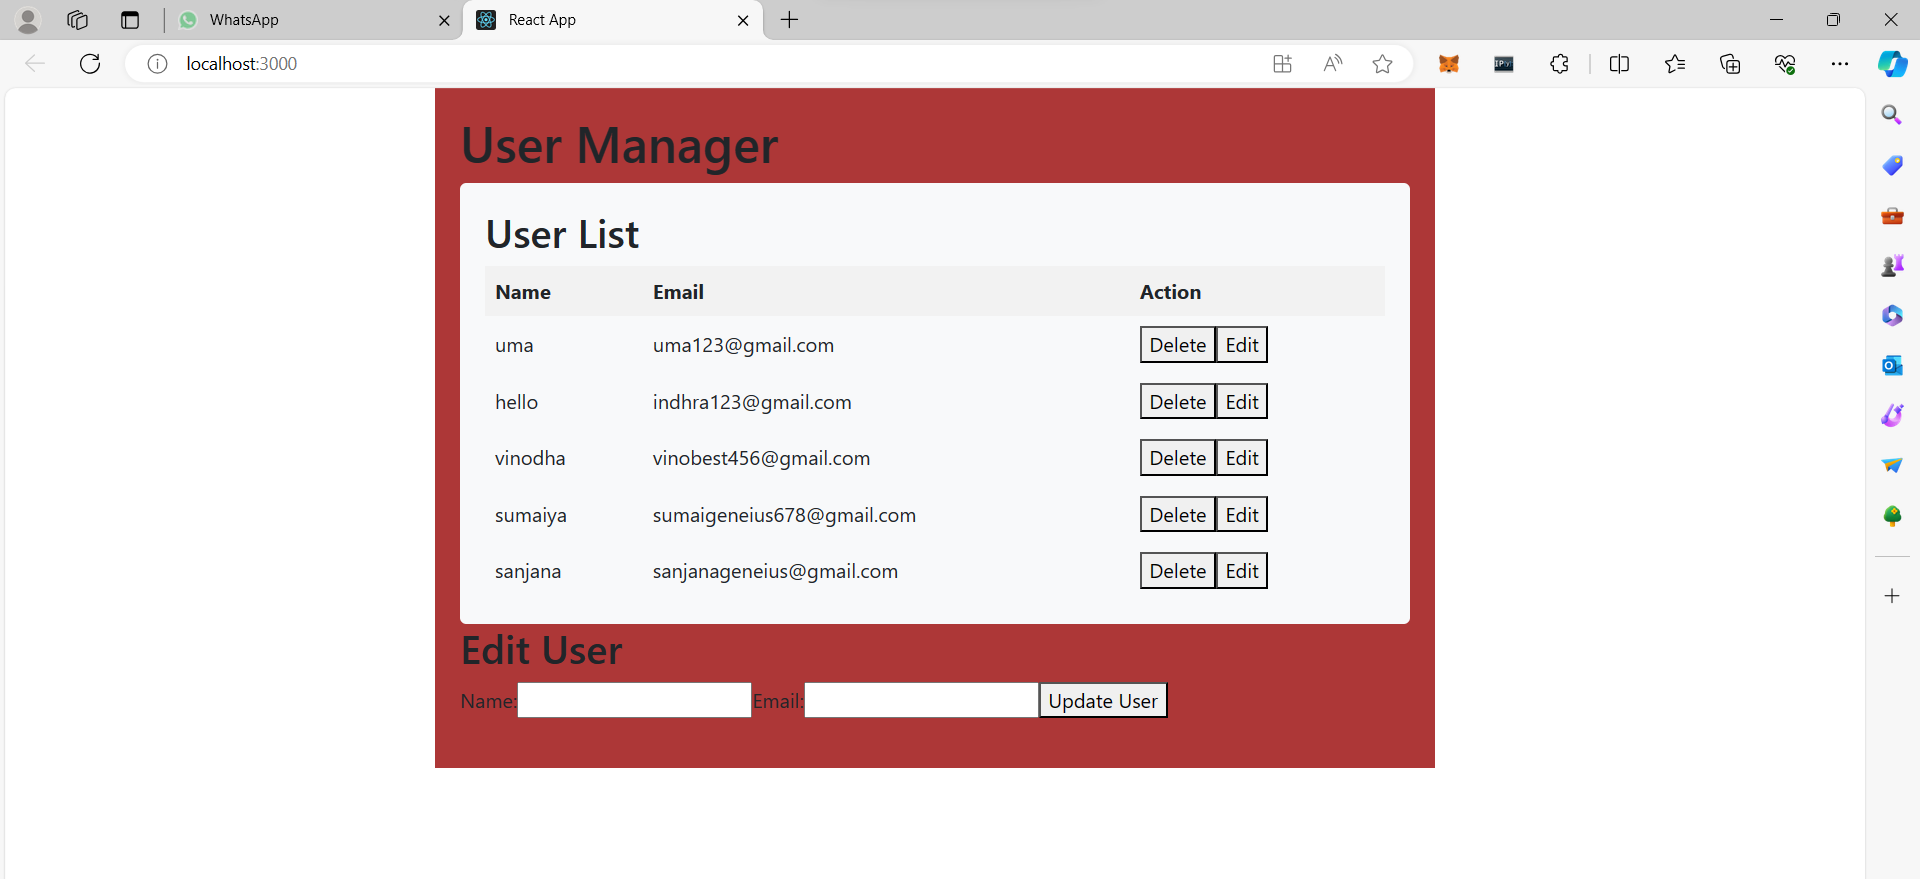 WhatsApp
React App
localhost:3000
User Manager
User List
Name Email Action
uma uma123@gmail.com Delete Edit
hello indhra123@gmail.com Delete Edit
vinodha vinobest456@gmail.com Delete Edit
sumaiya sumaigeneius678@gmail.com Delete Edit
sanjana sanjanageneius@gmail.com Delete Edit
Edit User
Name: Email: Update User